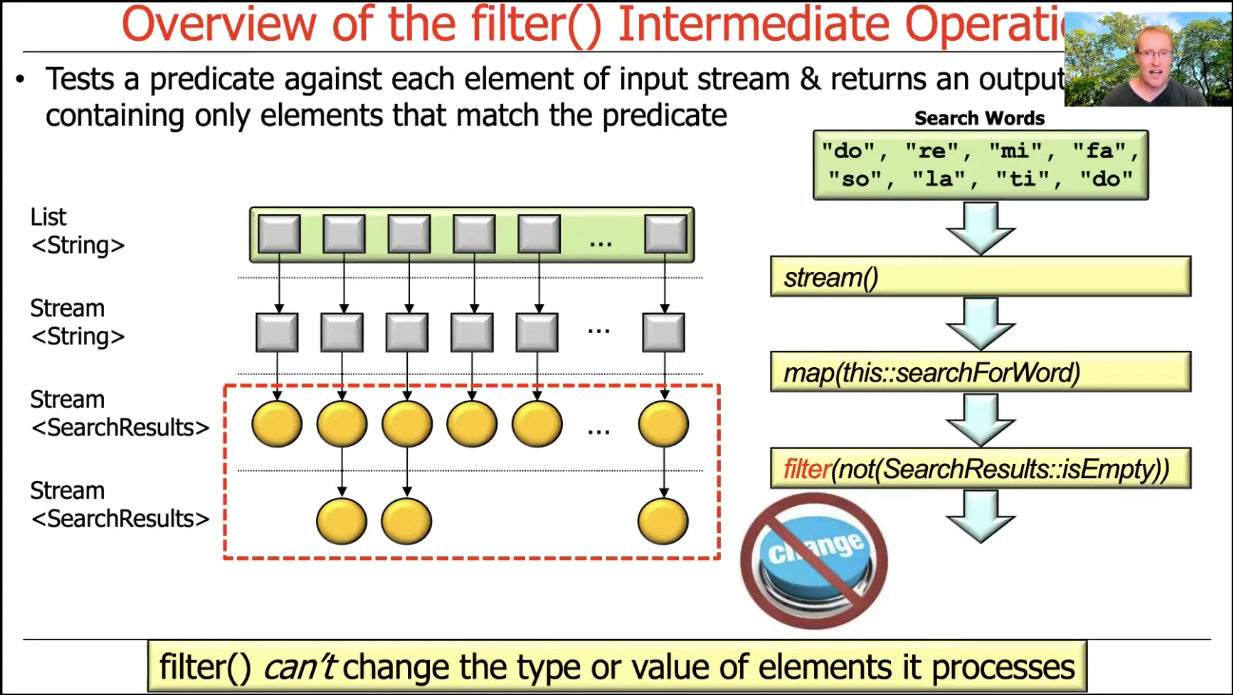 Overview of the filter() Intermediate Operati
• Tests a predicate against each element of input stream & returns an output
containing only elements that match the predicate
Search Words
"do", "re", "mi", "fa",
"so", "la", "ti", "do"
List
<String>
...
stream()
Stream
<String>
...
map(this::searchForWord)
Stream
<SearchResults>
...
filter(not(SearchResults::isEmpty))
Stream
<SearchResults>
change
filter() can't change the type or value of elements it processes